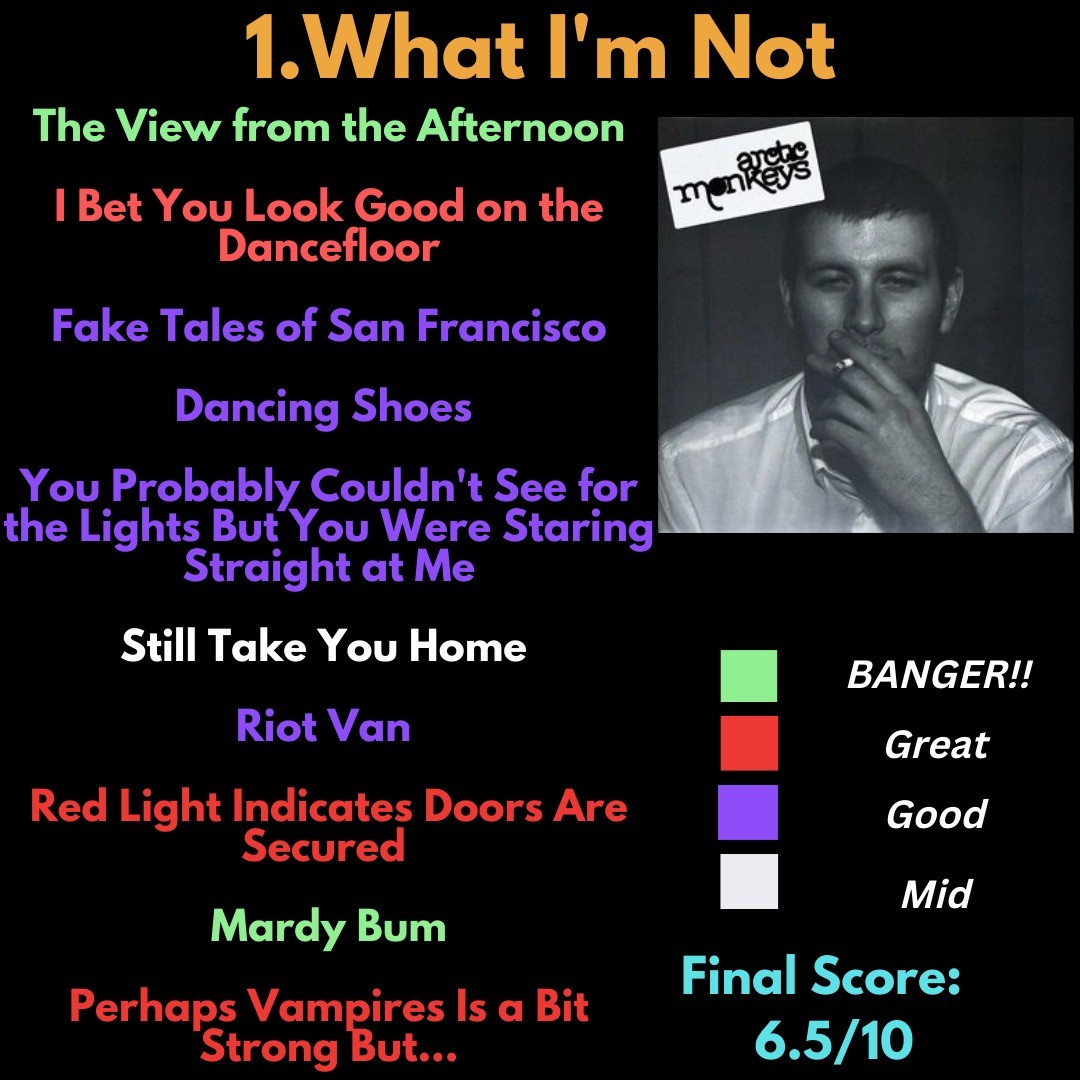 1.What I'm Not
The View from the Afternoon
I Bet You Look Good on the
Dancefloor
Fake Tales of San Francisco
Dancing Shoes
You Probably Couldn't See for
the Lights But You Were Staring
Straight at Me
Still Take You Home
Riot Van
Red Light Indicates Doors Are
Secured
Mardy Bum
Perhaps Vampires Is a Bit
Strong But...
arctic
monkeys
BANGER!!
Great
Good
Mid
Final Score:
6.5/10